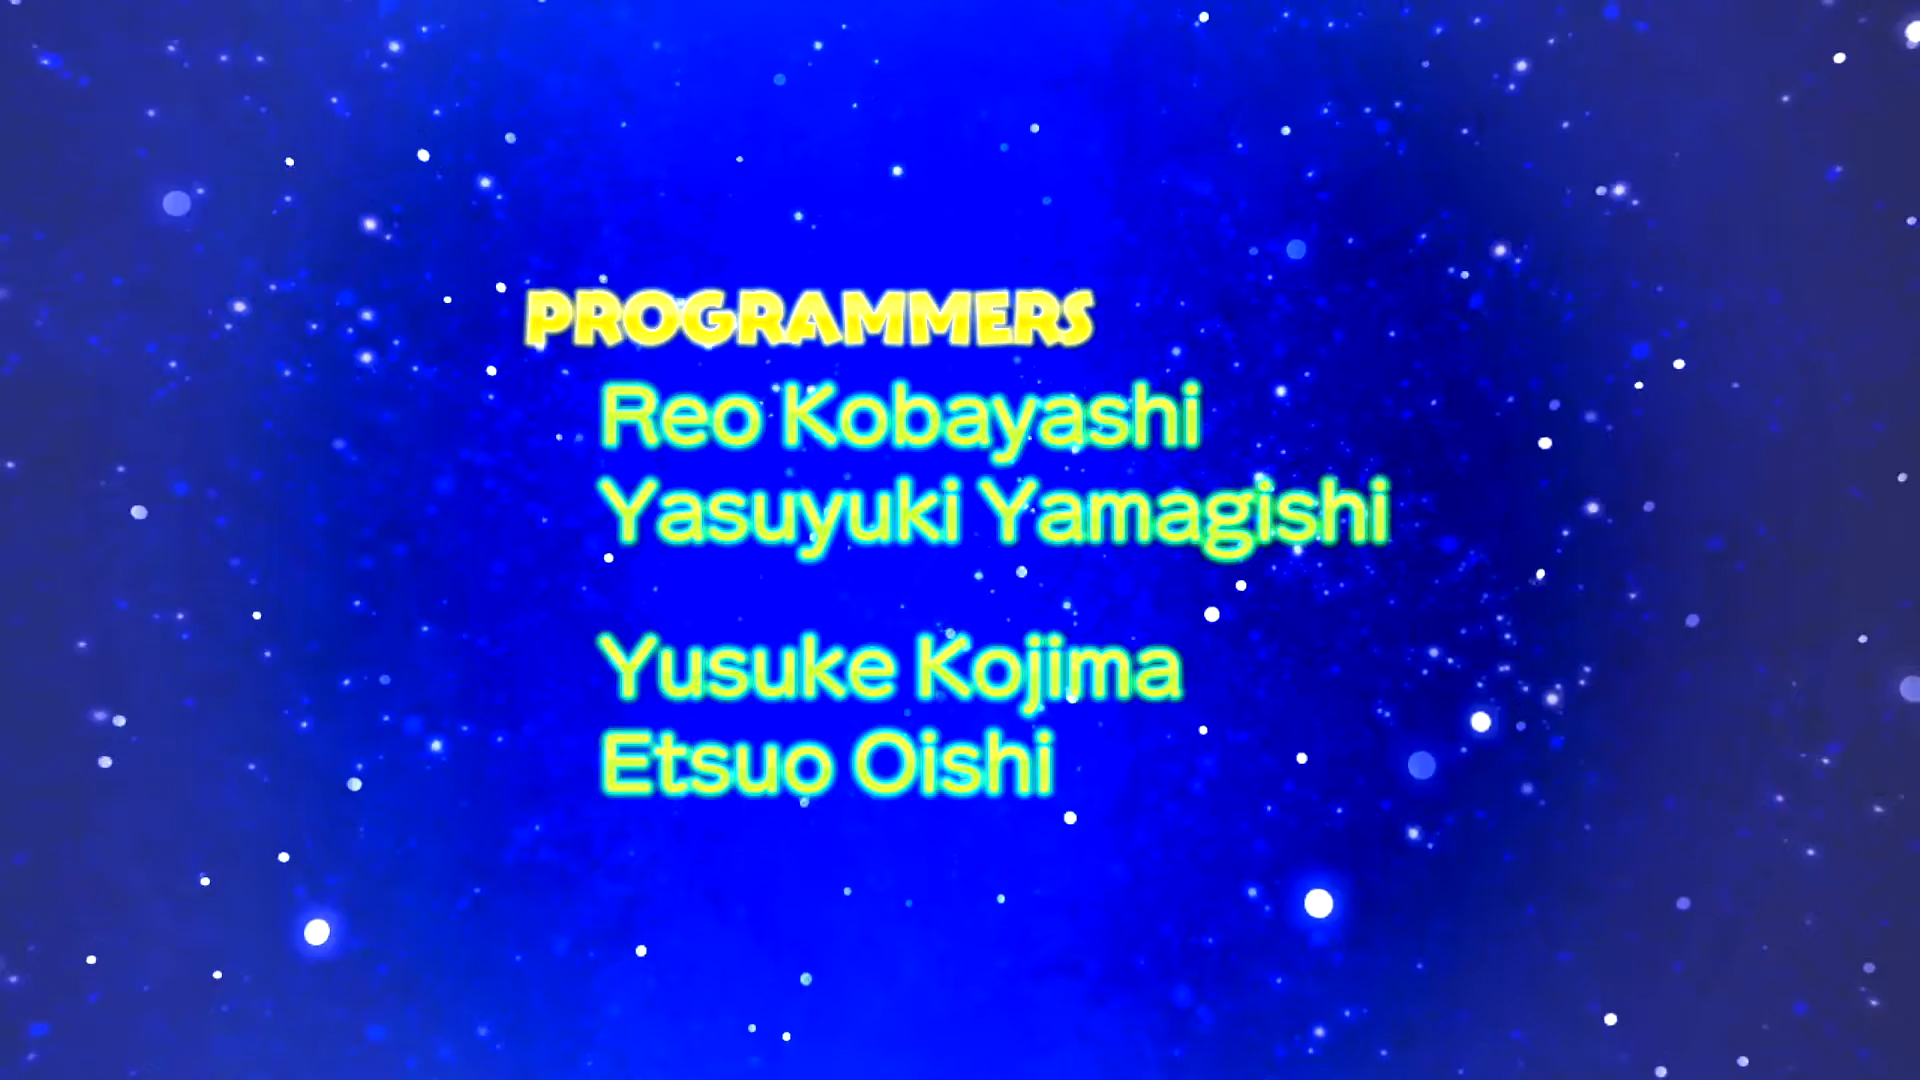 PROGRAMMERS
Reo Kobayashi
Yasuyuki Yamagishi
Yusuke Kojima
Etsuo Oishi